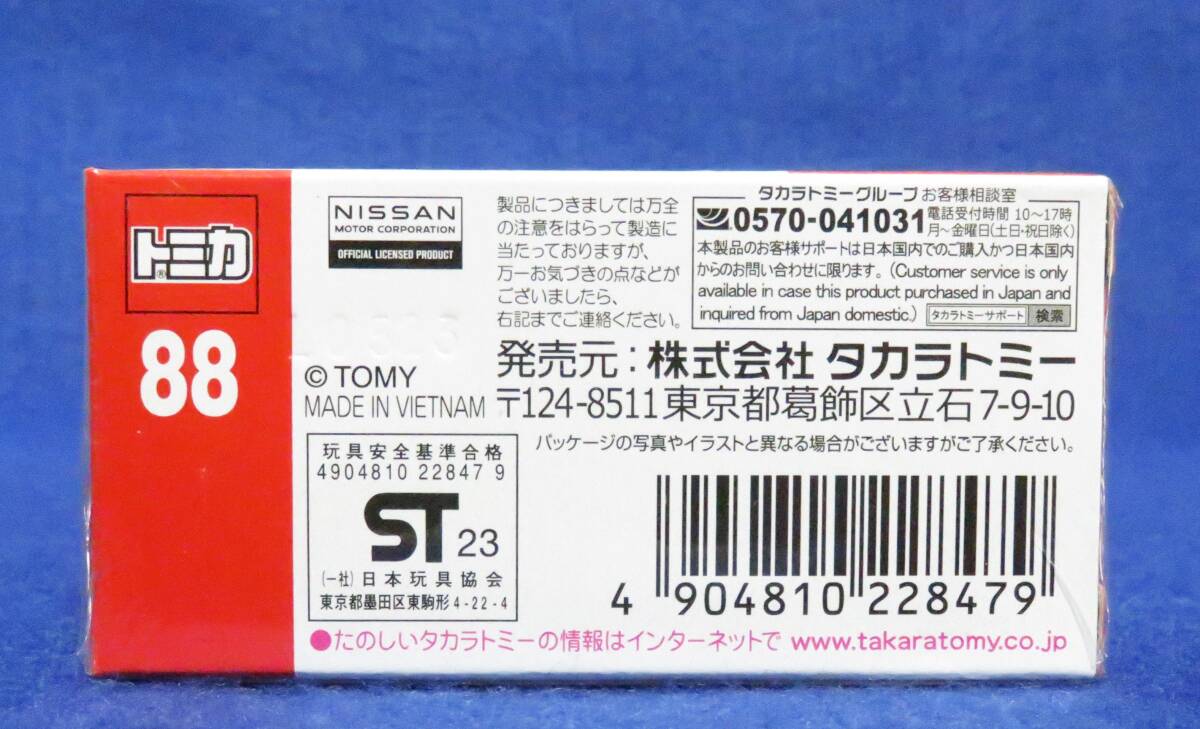 トミカ®
88
NISSAN
MOTOR CORPORATION
OFFICIAL LICENSED PRODUCT
© TOMY
MADE IN VIETNAM
製品につきましては万全
の注意をはらって製造に
当たっておりますが、
万一お気づきの点などが
ございましたら、
右記までご連絡ください。
タカラトミーグループ お客様相談室
0570-041031 電話受付時間 10～17時
月～金曜日(土日・祝日除く)
本製品のお客様サポートは日本国内でのご購入かつ日本国内
からのお問い合わせに限ります。(Customer service is only
available in case this product purchased in Japan and
inquired from Japan domestic.) タカラトミーサポート 検索
発売元：株式会社 タカラトミー
〒124-8511 東京都葛飾区立石7-9-10
パッケージの写真やイラストと異なる場合がございますがご了承ください。
玩具安全基準合格
4904810 22847 9
ST 23
(一社)日本玩具協会
東京都墨田区東駒形4-22-4
4 904810 228479
●たのしいタカラトミーの情報はインターネットで www.takaratomy.co.jp